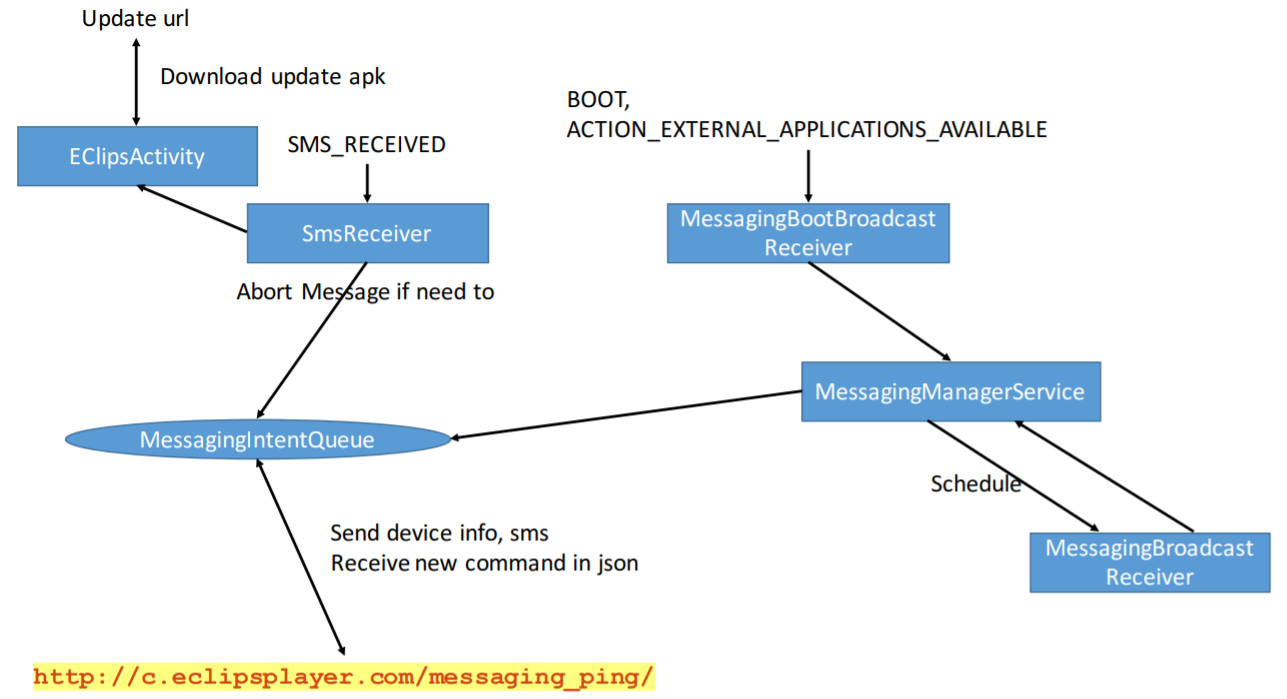 Update url
Download update apk
BOOT,
ACTION_EXTERNAL_APPLICATIONS_AVAILABLE
EClipsActivity
SMS_RECEIVED
SmsReceiver
MessagingBootBroadcast
Receiver
Abort Message if need to
MessagingManagerService
MessagingIntentQueue
Schedule
Send device info, sms
Receive new command in json
MessagingBroadcast
Receiver
http://c.eclipsplayer.com/messaging_ping/